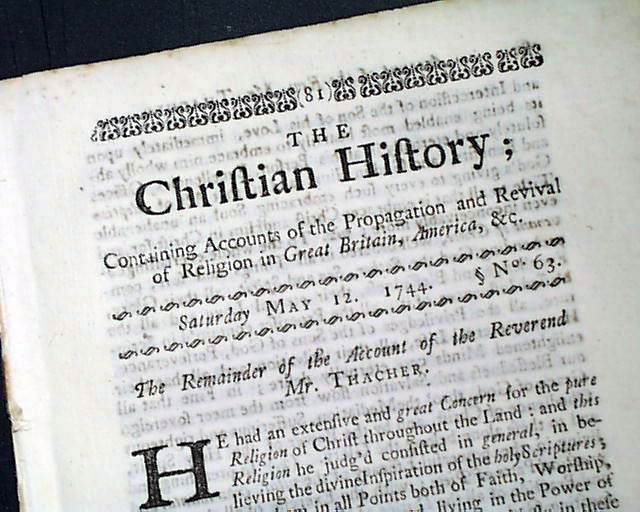 (81)
THE
Chriſtian Hiſtory;
Containing Accounts of the Propagation and Revival
of Religion in Great Britain, America, &c.
Saturday MAY 12. 1744. § No. 63.
The Remainder of the Account of the Reverend
Mr. THACHER.
HE had an extenſive and great Concern for the pure
Religion of Chriſt throughout the Land: and this
Religion he judg'd conſiſted in general, in be-
lieving the divine Inſpiration of the holy Scriptures;
in all Points both of Faith, Worſhip,
living in the Power of
in theſe